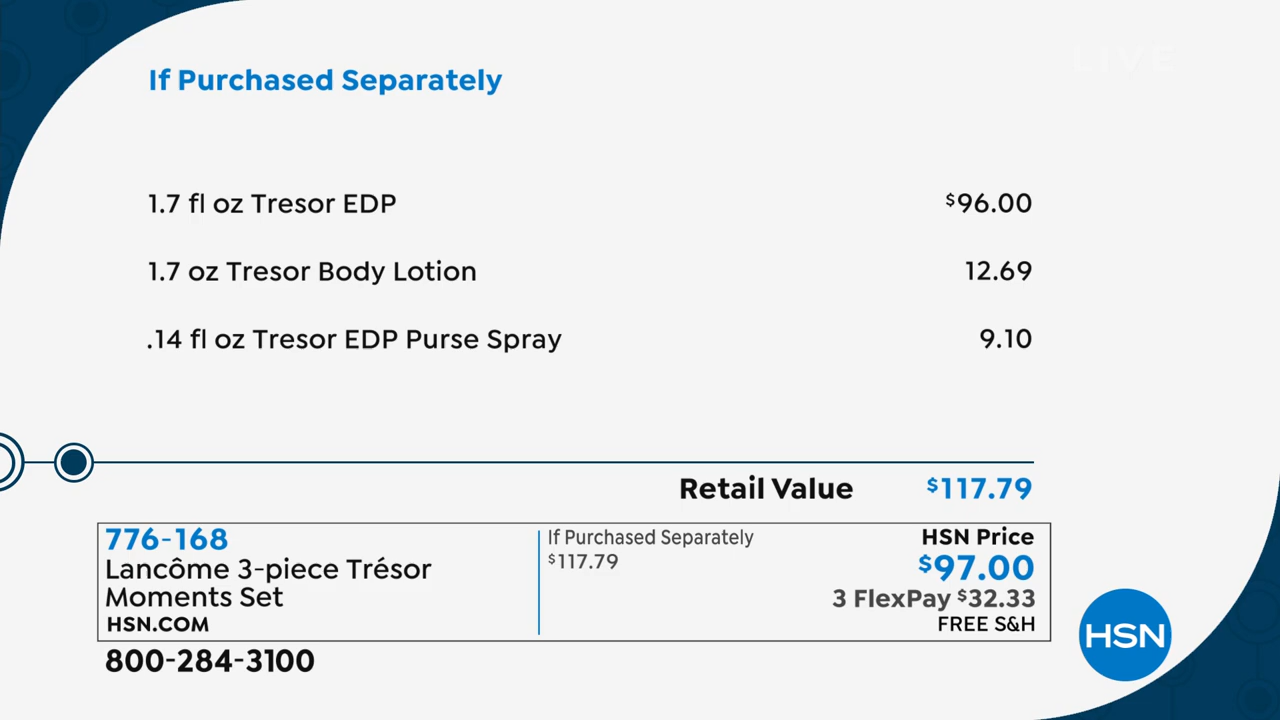 LIVE
If Purchased Separately
1.7 fl oz Tresor EDP $96.00
1.7 oz Tresor Body Lotion 12.69
.14 fl oz Tresor EDP Purse Spray 9.10
Retail Value $117.79
776-168
Lancôme 3-piece Trésor
Moments Set
HSN.COM
If Purchased Separately
$117.79
HSN Price
$97.00
3 FlexPay $32.33
FREE S&H
800-284-3100
HSN